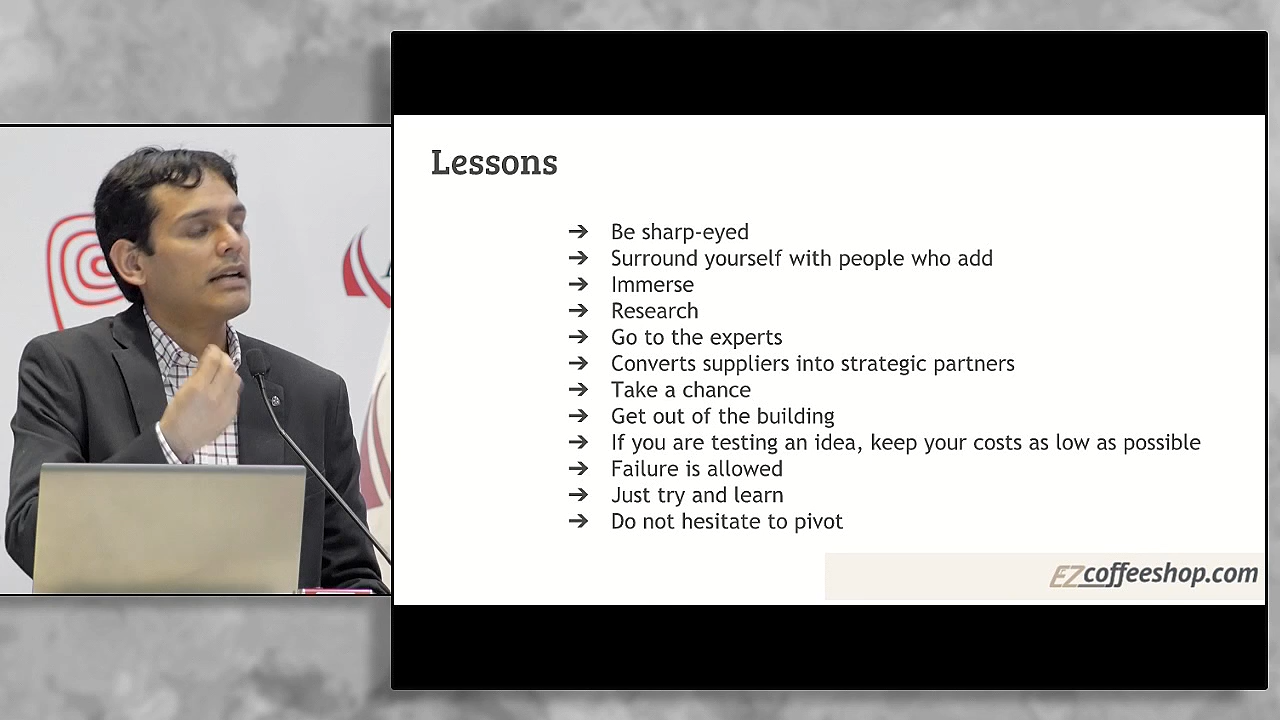 Lessons
➔ Be sharp-eyed
➔ Surround yourself with people who add
➔ Immerse
➔ Research
➔ Go to the experts
➔ Converts suppliers into strategic partners
➔ Take a chance
➔ Get out of the building
➔ If you are testing an idea, keep your costs as low as possible
➔ Failure is allowed
➔ Just try and learn
➔ Do not hesitate to pivot
EZcoffeeshop.com